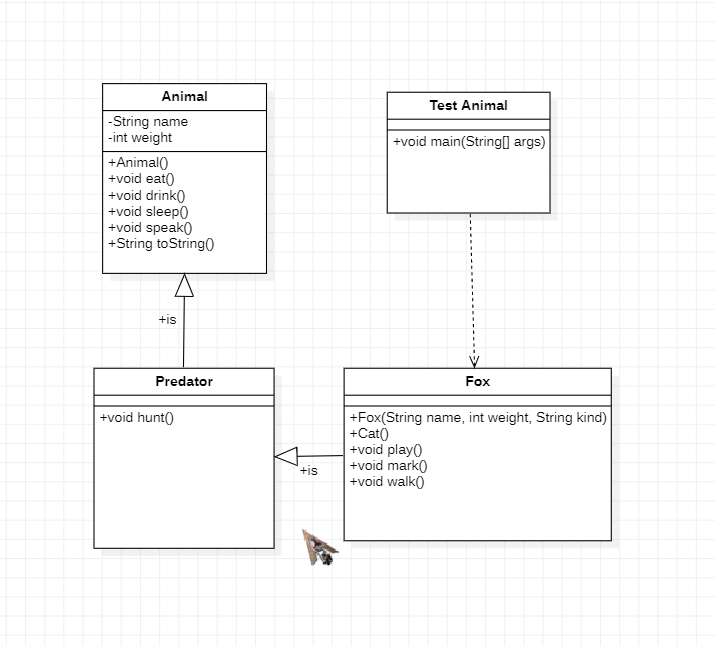 Animal
-String name
-int weight
+Animal()
+void eat()
+void drink()
+void sleep()
+void speak()
+String toString()
Test Animal
+void main(String[] args)
+is
Predator
+void hunt()
+is
Fox
+Fox(String name, int weight, String kind)
+Cat()
+void play()
+void mark()
+void walk()